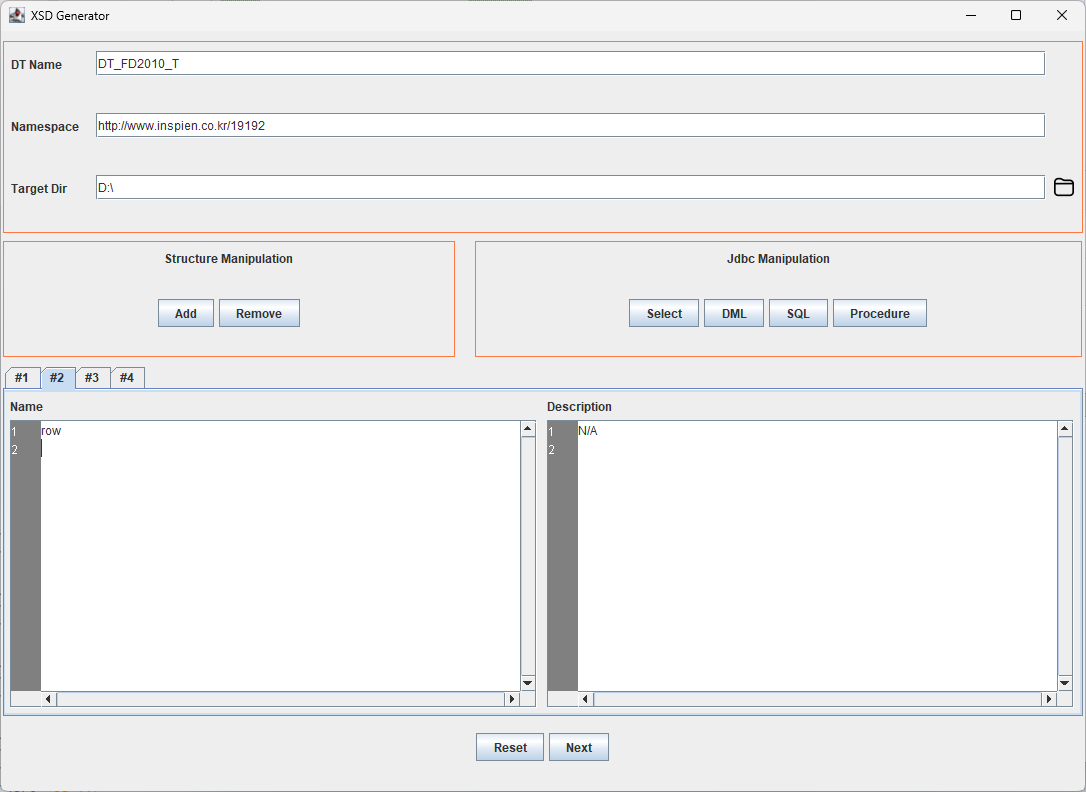 XSD Generator
DT Name
DT_FD2010_T
Namespace
http://www.inspien.co.kr/19192
Target Dir
D:\
Structure Manipulation
Add Remove
Jdbc Manipulation
Select DML SQL Procedure
#1 #2 #3 #4
Name
1 row
2
Description
1 N/A
2
Reset Next